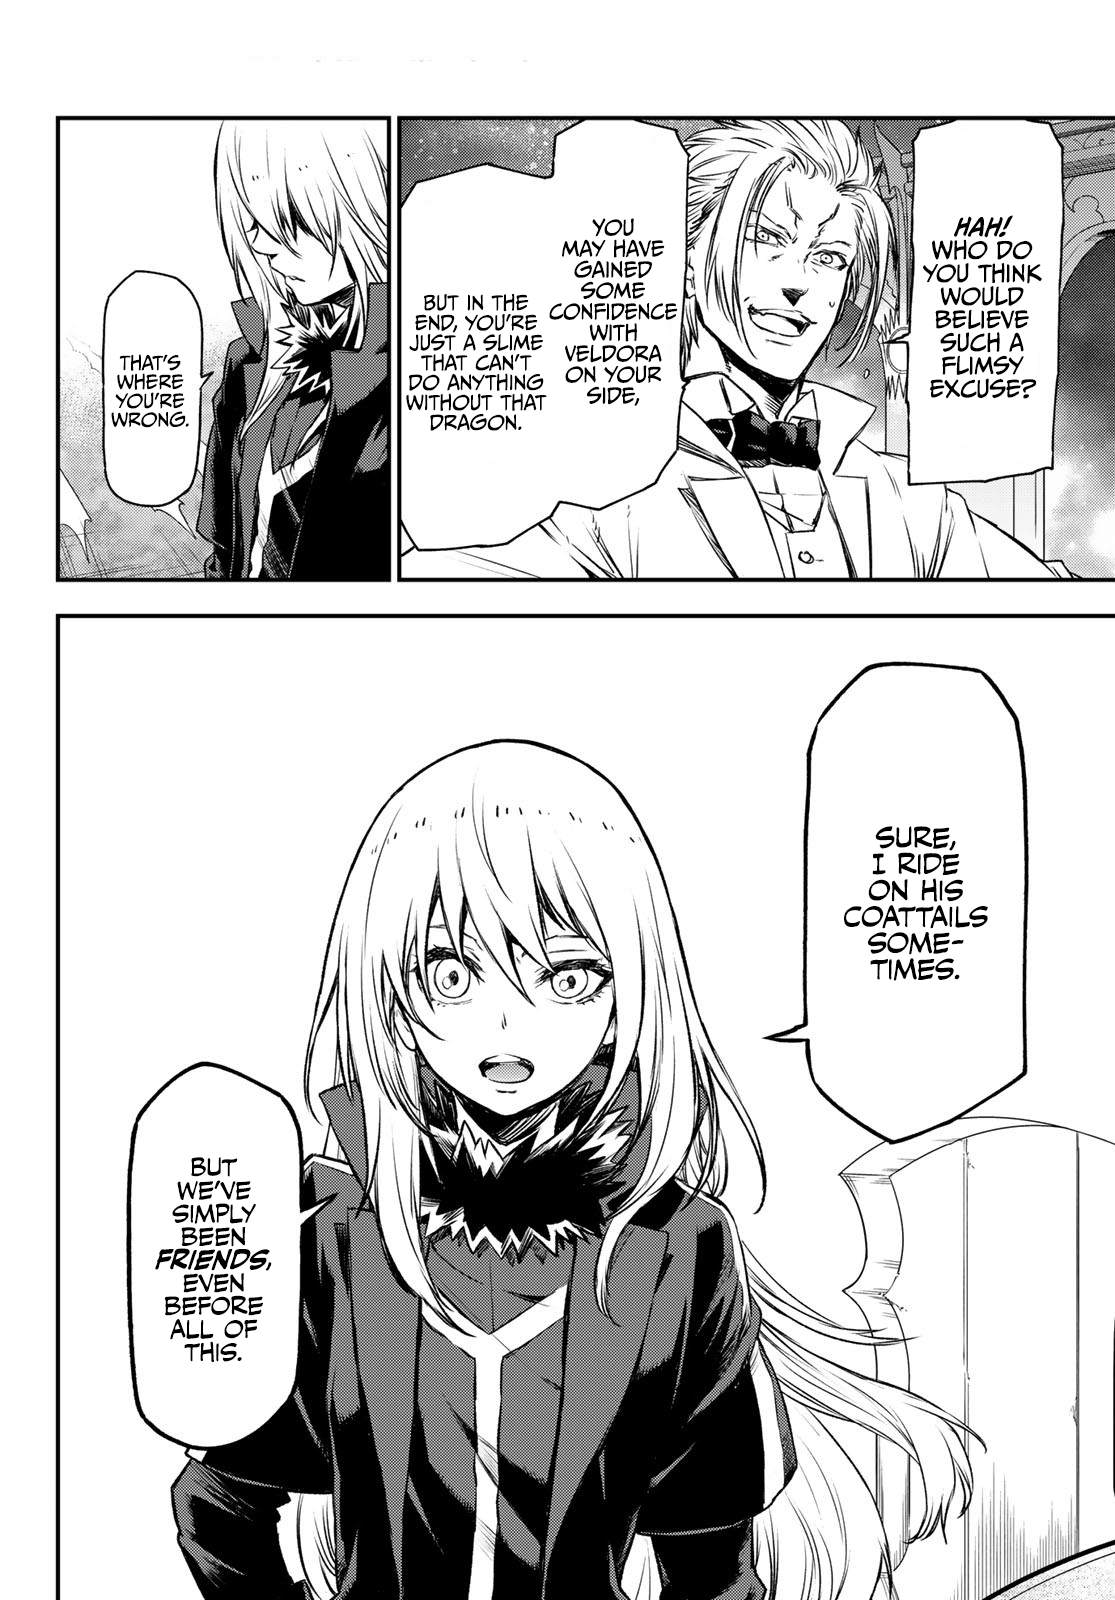 HAH!
WHO DO
YOU THINK
WOULD
BELIEVE
SUCH A
FLIMSY
EXCUSE?
YOU
MAY HAVE
GAINED
SOME
CONFIDENCE
WITH
VELDORA
ON YOUR
SIDE,
BUT IN THE
END, YOU'RE
JUST A SLIME
THAT CAN'T
DO ANYTHING
WITHOUT THAT
DRAGON.
THAT'S
WHERE
YOU'RE
WRONG.
SURE,
I RIDE
ON HIS
COATTAILS
SOME-
TIMES.
BUT
WE'VE
SIMPLY
BEEN
FRIENDS,
EVEN
BEFORE
ALL OF
THIS.